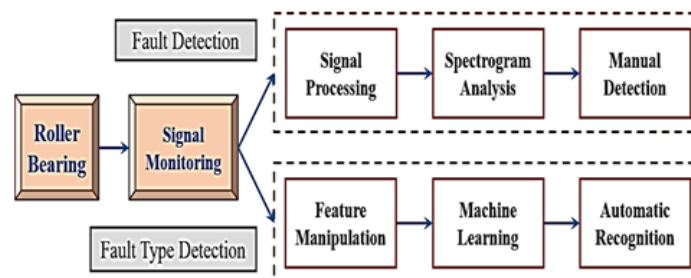 Fault Detection
Signal
Processing
Spectrogram
Analysis
Manual
Detection
Roller
Bearing
Signal
Monitoring
Feature
Manipulation
Machine
Learning
Automatic
Recognition
Fault Type Detection